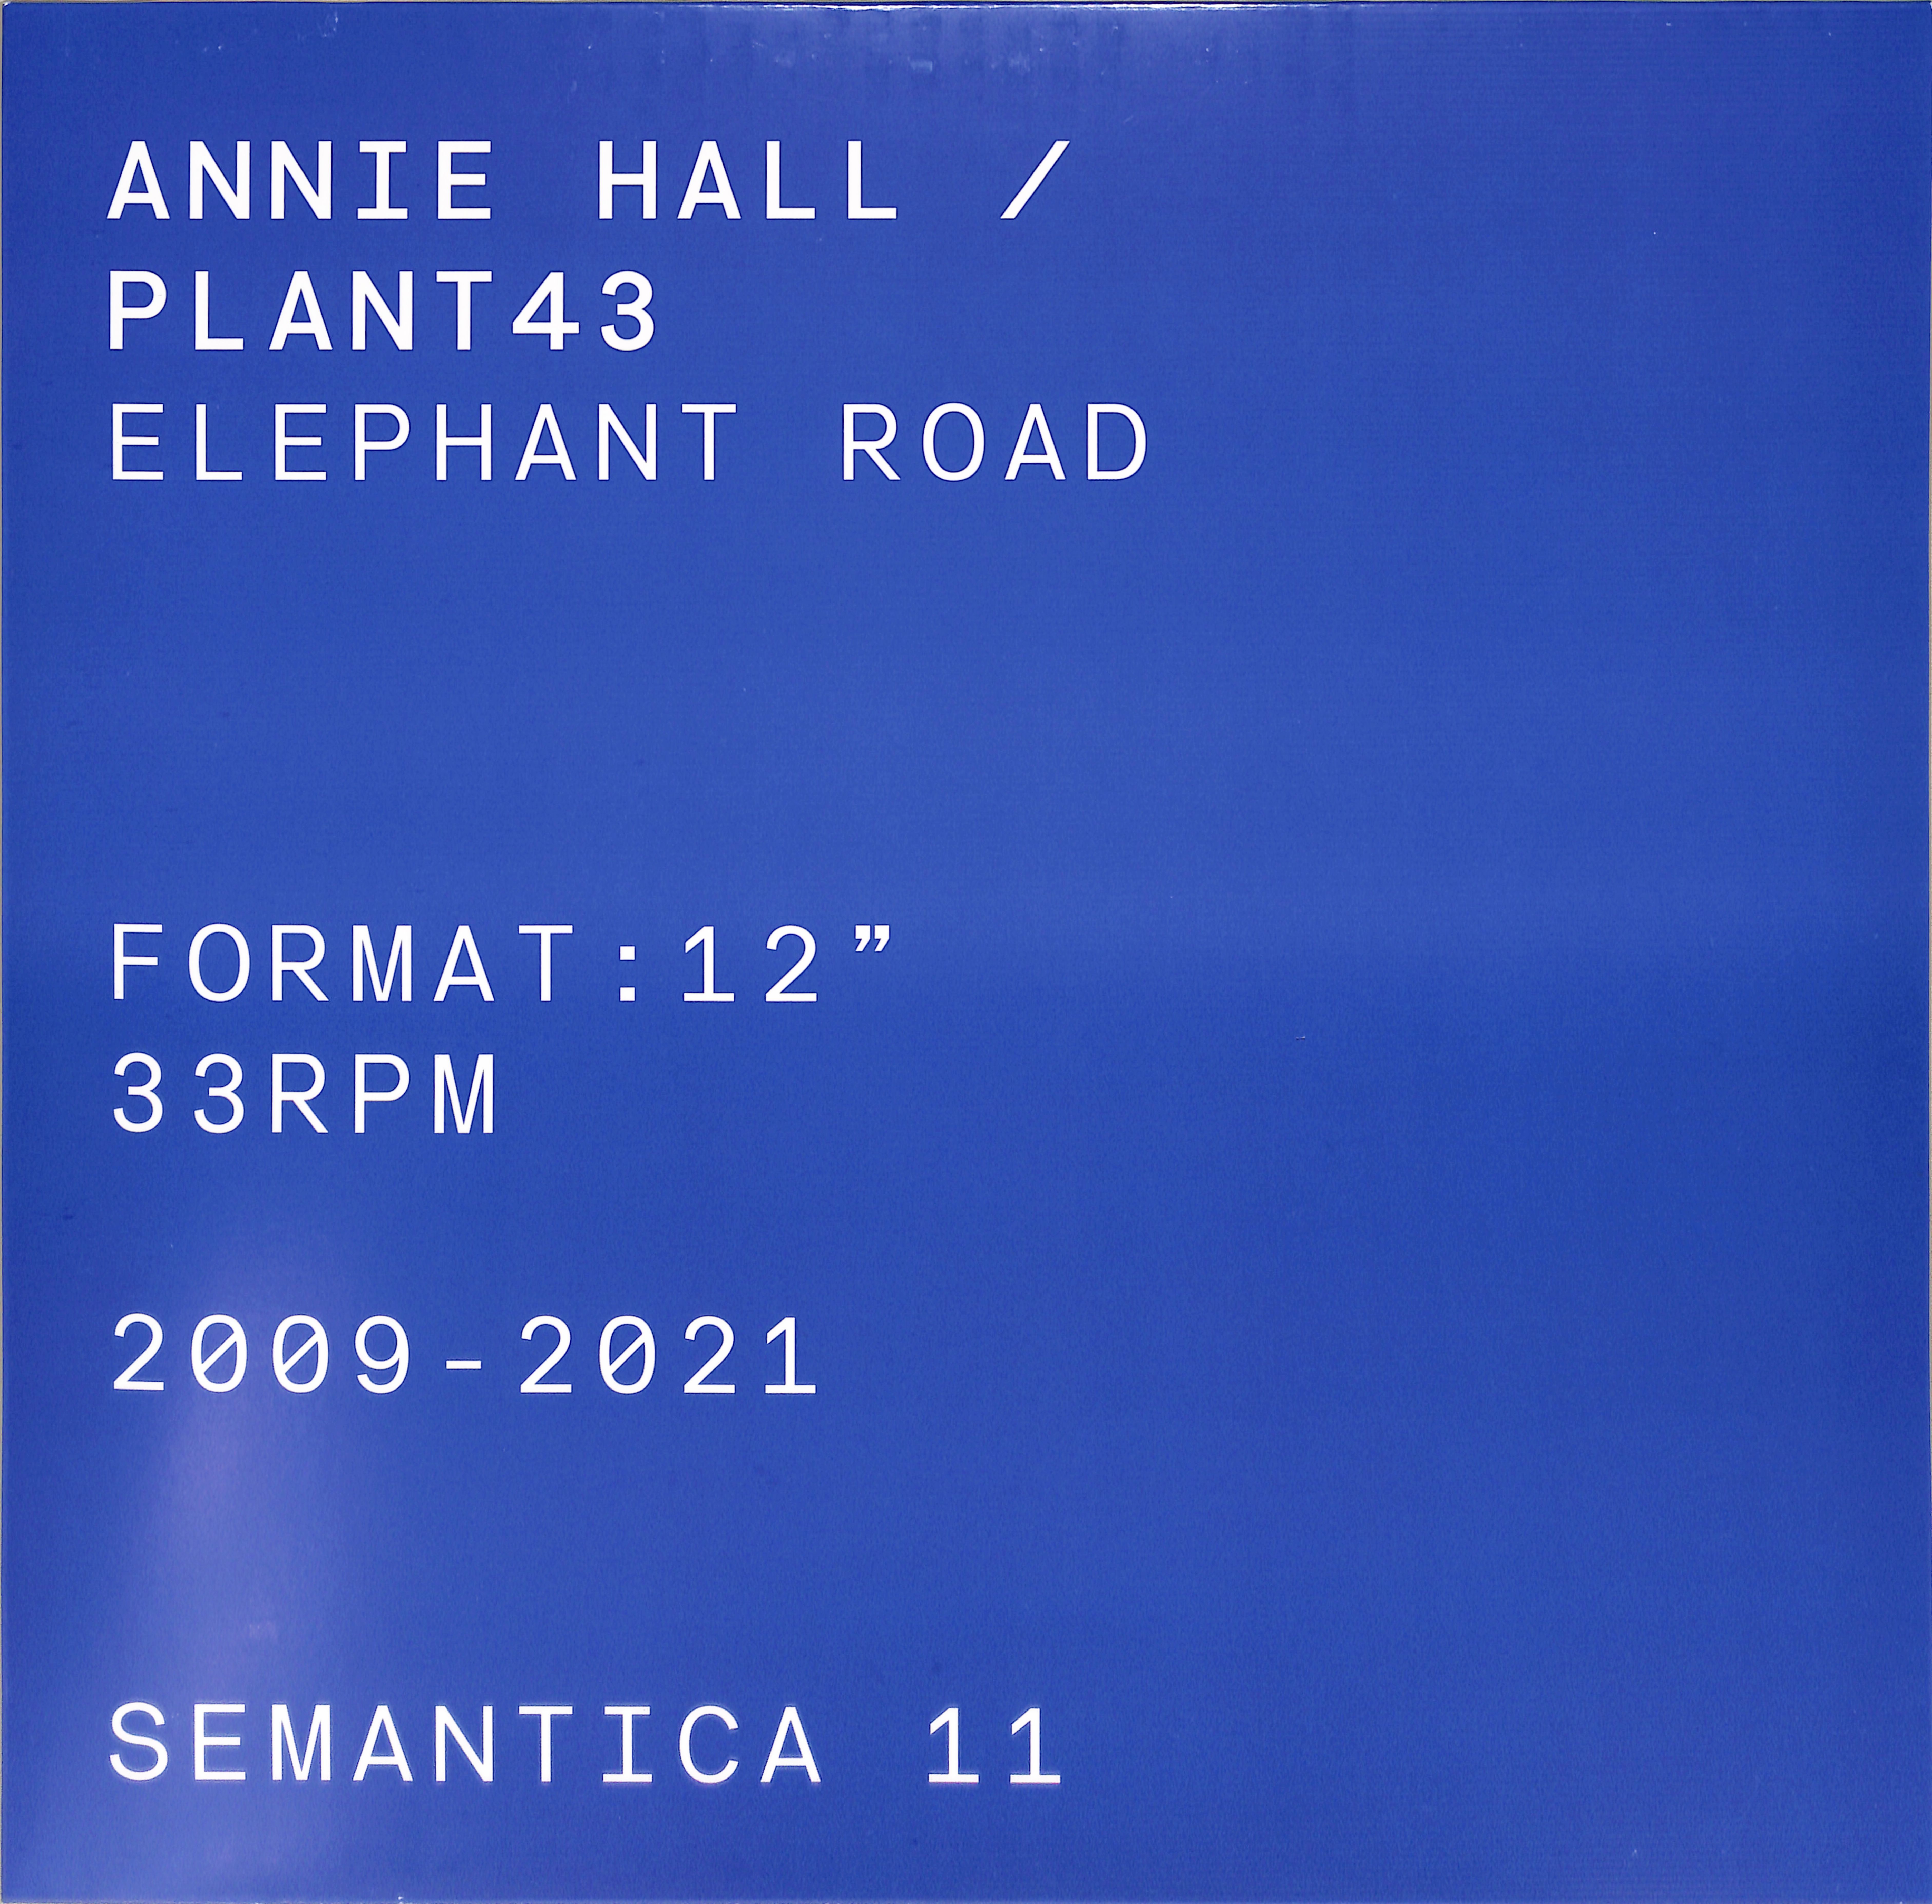 ANNIE HALL /
PLANT43
ELEPHANT ROAD
FORMAT:12”
33RPM
2009-2021
SEMANTICA 11